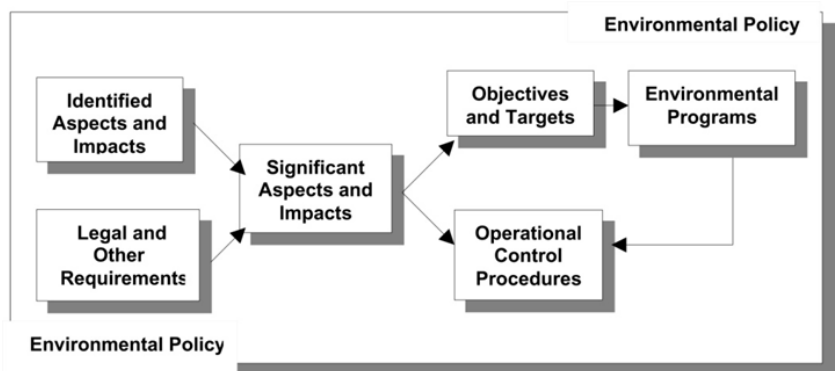 Environmental Policy
Identified
Aspects and
Impacts
Objectives
and Targets
Environmental
Programs
Significant
Aspects and
Impacts
Legal and
Other
Requirements
Operational
Control
Procedures
Environmental Policy